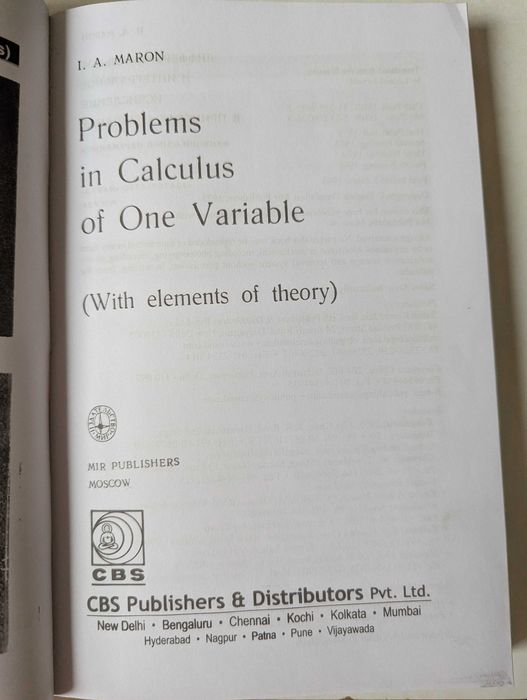 s)
I. A. MARON
Problems
in Calculus
of One Variable
(With elements of theory)
MIR PUBLISHERS
MOSCOW
CBS
CBS Publishers & Distributors Pvt. Ltd.
New Delhi • Bengaluru • Chennai • Kochi • Kolkata • Mumbai
Hyderabad • Nagpur • Patna • Pune • Vijayawada